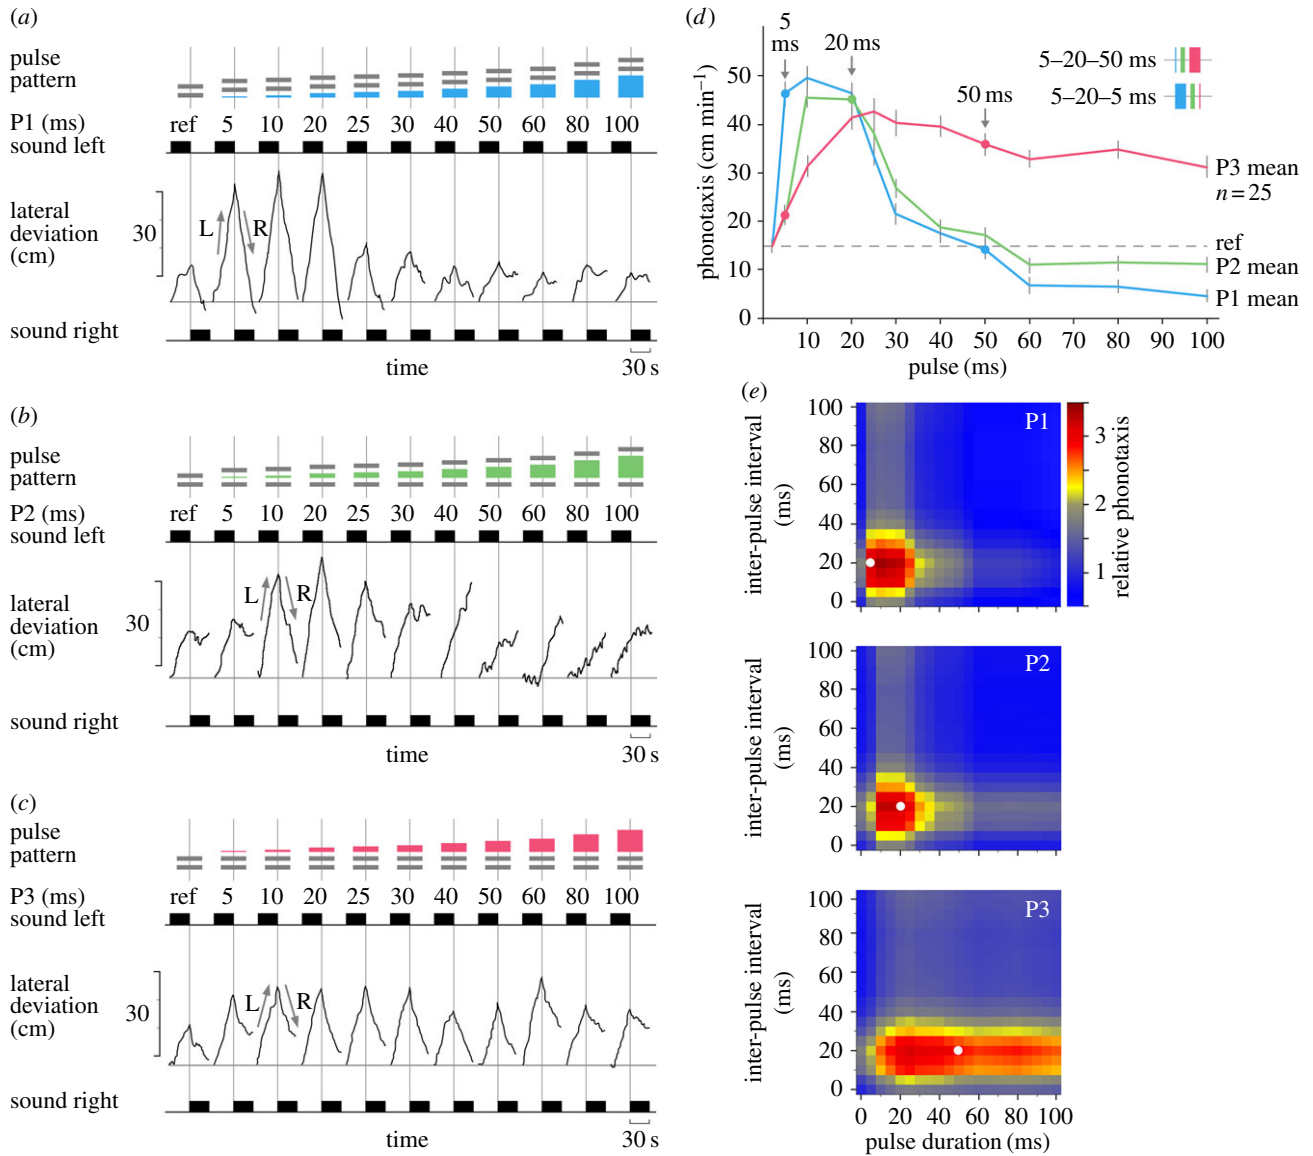 (a)
pulse
pattern
P1 (ms) ref 5 10 20 25 30 40 50 60 80 100
sound left
lateral
deviation
(cm)
30
L
R
sound right
time
30 s
(b)
pulse
pattern
P2 (ms) ref 5 10 20 25 30 40 50 60 80 100
sound left
lateral
deviation
(cm)
30
L
R
sound right
time
30 s
(c)
pulse
pattern
P3 (ms) ref 5 10 20 25 30 40 50 60 80 100
sound left
lateral
deviation
(cm)
30
L
R
sound right
time
30 s
(d)
5
ms
20 ms
50 ms
5–20–50 ms
5–20–5 ms
phonotaxis (cm min⁻¹)
50
40
30
20
10
0
P3 mean
n = 25
ref
P2 mean
P1 mean
10 20 30 40 50 60 70 80 90 100
pulse (ms)
(e)
inter-pulse interval
(ms)
100
80
60
40
20
0
P1
3
2
1
relative phonotaxis
inter-pulse interval
(ms)
100
80
60
40
20
0
P2
inter-pulse interval
(ms)
100
80
60
40
20
0
P3
0 20 40 60 80 100
pulse duration (ms)